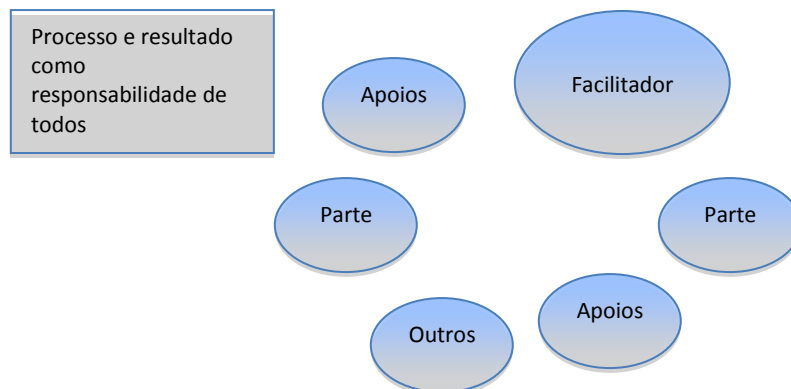 Processo e resultado
como
responsabilidade de
todos
Apoios
Facilitador
Parte
Parte
Apoios
Outros